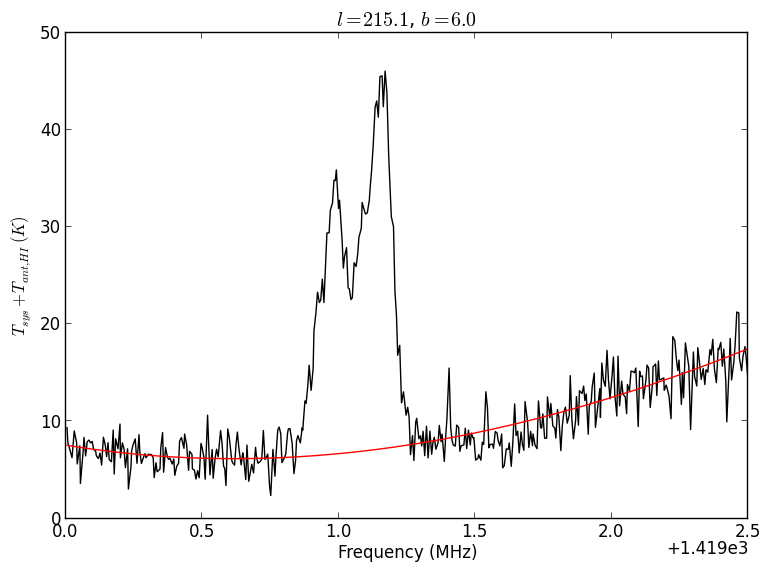 l = 215.1, b = 6.0
50
40
30
20
10
0
T_sys + T_ant,HI (K)
0.0 0.5 1.0 1.5 2.0 2.5
Frequency (MHz)
+1.419e3